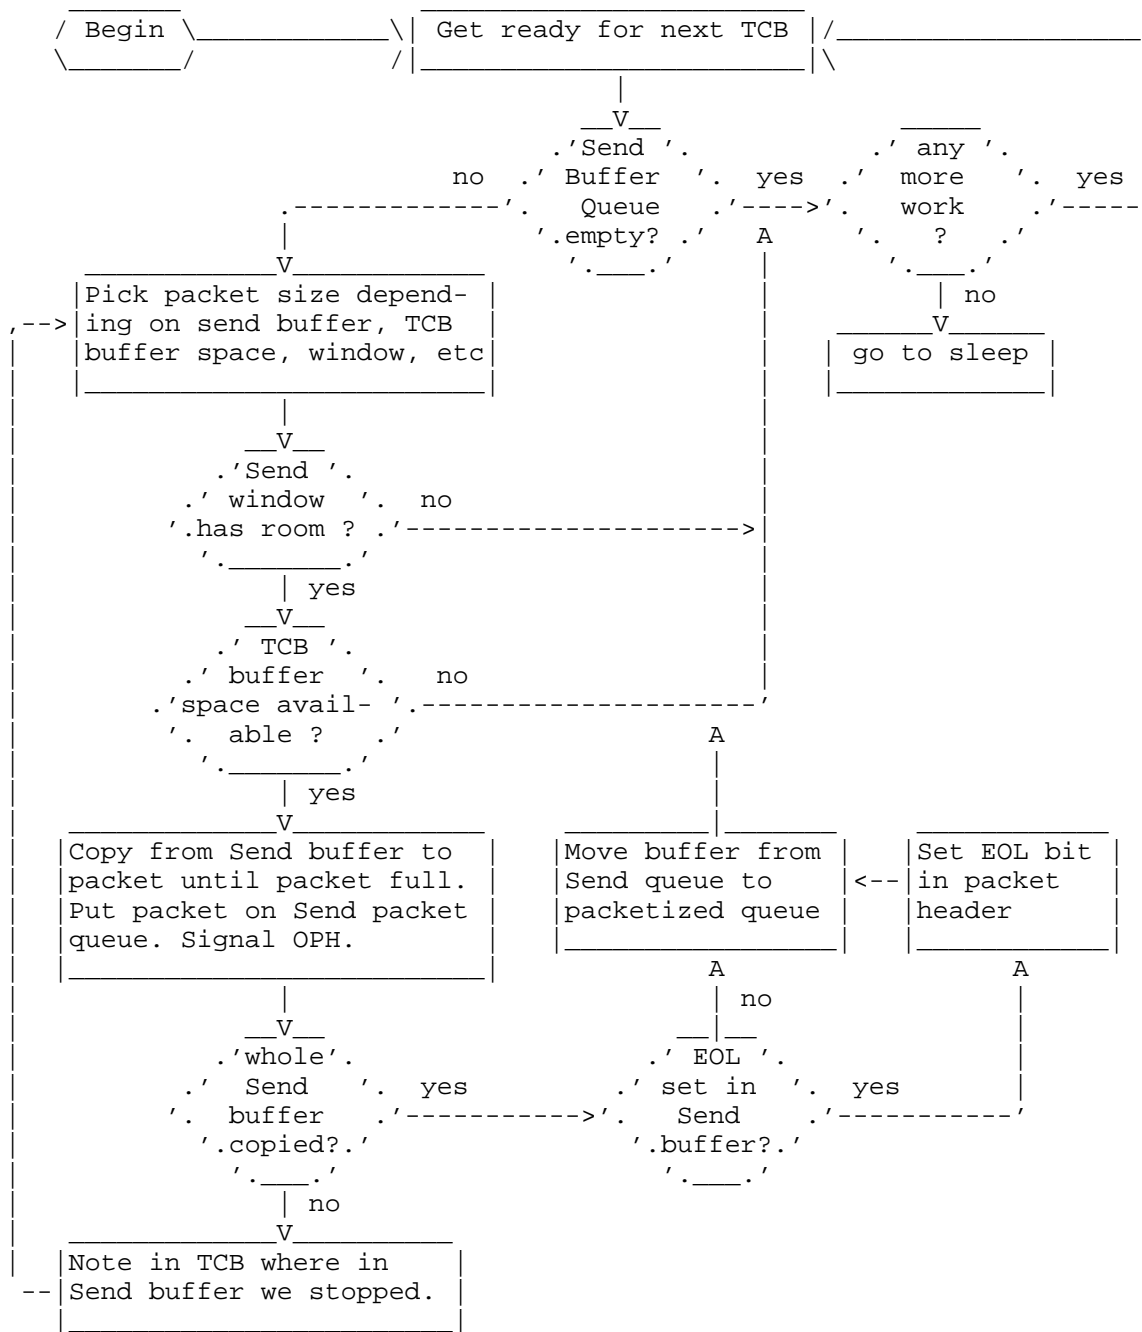 Begin
Get ready for next TCB
Send
Buffer
Queue
empty?
no
yes
any
more
work
?
yes
no
go to sleep
Pick packet size depend-
ing on send buffer, TCB
buffer space, window, etc
Send
window
has room ?
no
yes
TCB
buffer
space avail-
able ?
no
yes
Copy from Send buffer to
packet until packet full.
Put packet on Send packet
queue. Signal OPH.
Move buffer from
Send queue to
packetized queue
Set EOL bit
in packet
header
whole
Send
buffer
copied?
yes
no
EOL
set in
Send
buffer?
no
yes
Note in TCB where in
Send buffer we stopped.